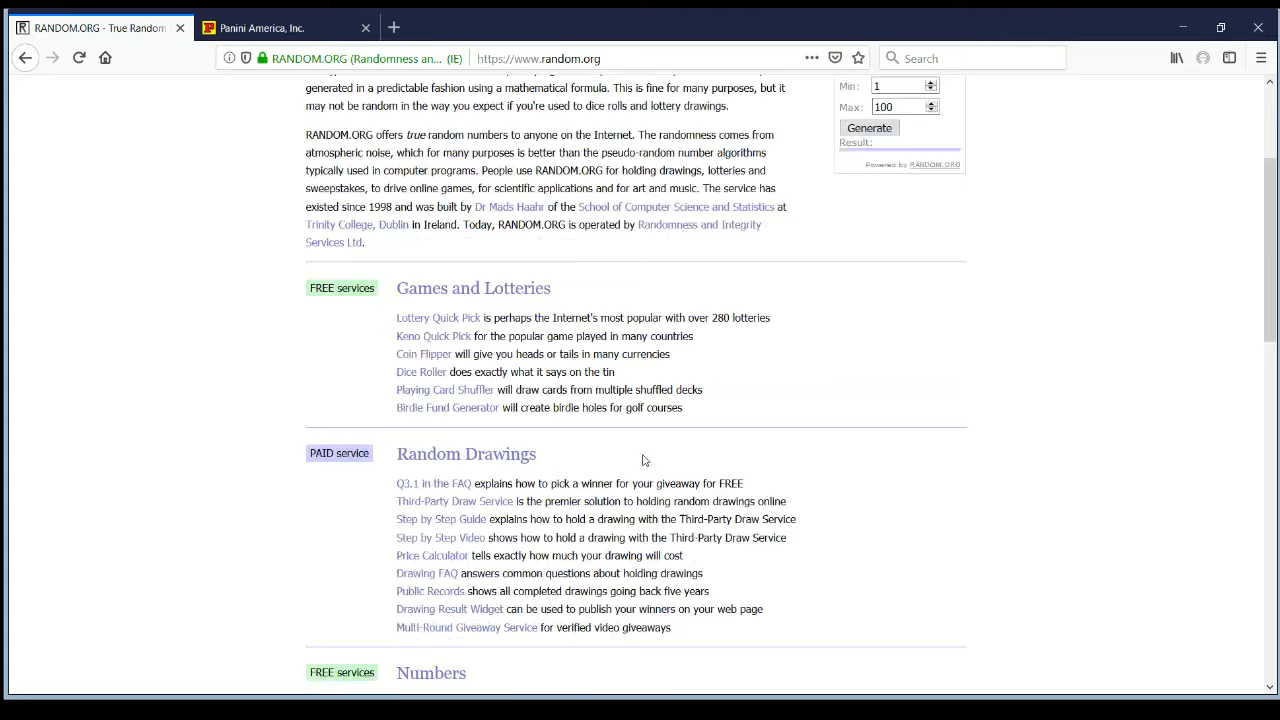 RANDOM.ORG - True Random
Panini America, Inc.
RANDOM.ORG (Randomness an... (IE)
https://www.random.org
Search
generated in a predictable fashion using a mathematical formula. This is fine for many purposes, but it
may not be random in the way you expect if you're used to dice rolls and lottery drawings.
RANDOM.ORG offers true random numbers to anyone on the Internet. The randomness comes from
atmospheric noise, which for many purposes is better than the pseudo-random number algorithms
typically used in computer programs. People use RANDOM.ORG for holding drawings, lotteries and
sweepstakes, to drive online games, for scientific applications and for art and music. The service has
existed since 1998 and was built by Dr Mads Haahr of the School of Computer Science and Statistics at
Trinity College, Dublin in Ireland. Today, RANDOM.ORG is operated by Randomness and Integrity
Services Ltd.
Min: 1
Max: 100
Generate
Result:
Powered by RANDOM.ORG
FREE services
Games and Lotteries
Lottery Quick Pick is perhaps the Internet's most popular with over 280 lotteries
Keno Quick Pick for the popular game played in many countries
Coin Flipper will give you heads or tails in many currencies
Dice Roller does exactly what it says on the tin
Playing Card Shuffler will draw cards from multiple shuffled decks
Birdie Fund Generator will create birdie holes for golf courses
PAID service
Random Drawings
Q3.1 in the FAQ explains how to pick a winner for your giveaway for FREE
Third-Party Draw Service is the premier solution to holding random drawings online
Step by Step Guide explains how to hold a drawing with the Third-Party Draw Service
Step by Step Video shows how to hold a drawing with the Third-Party Draw Service
Price Calculator tells exactly how much your drawing will cost
Drawing FAQ answers common questions about holding drawings
Public Records shows all completed drawings going back five years
Drawing Result Widget can be used to publish your winners on your web page
Multi-Round Giveaway Service for verified video giveaways
FREE services
Numbers